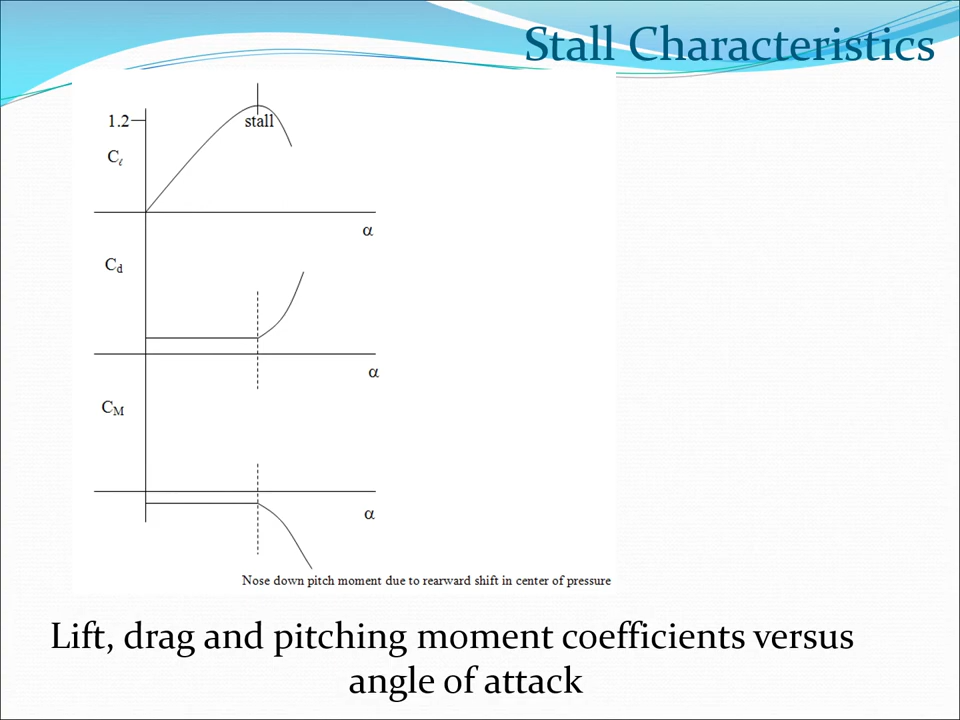 Stall Characteristics
1.2
stall
Cℓ
α
Cd
α
CM
α
Nose down pitch moment due to rearward shift in center of pressure
Lift, drag and pitching moment coefficients versus
angle of attack